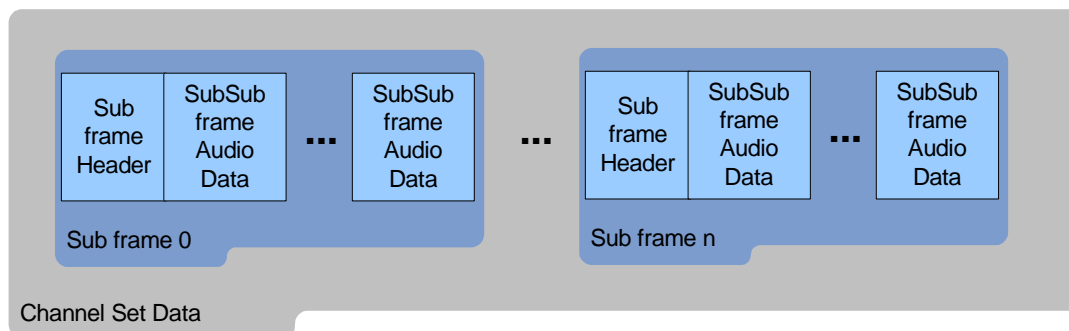 Sub
frame
Header
SubSub
frame
Audio
Data
...
SubSub
frame
Audio
Data
Sub frame 0
...
Sub
frame
Header
SubSub
frame
Audio
Data
...
SubSub
frame
Audio
Data
Sub frame n
Channel Set Data